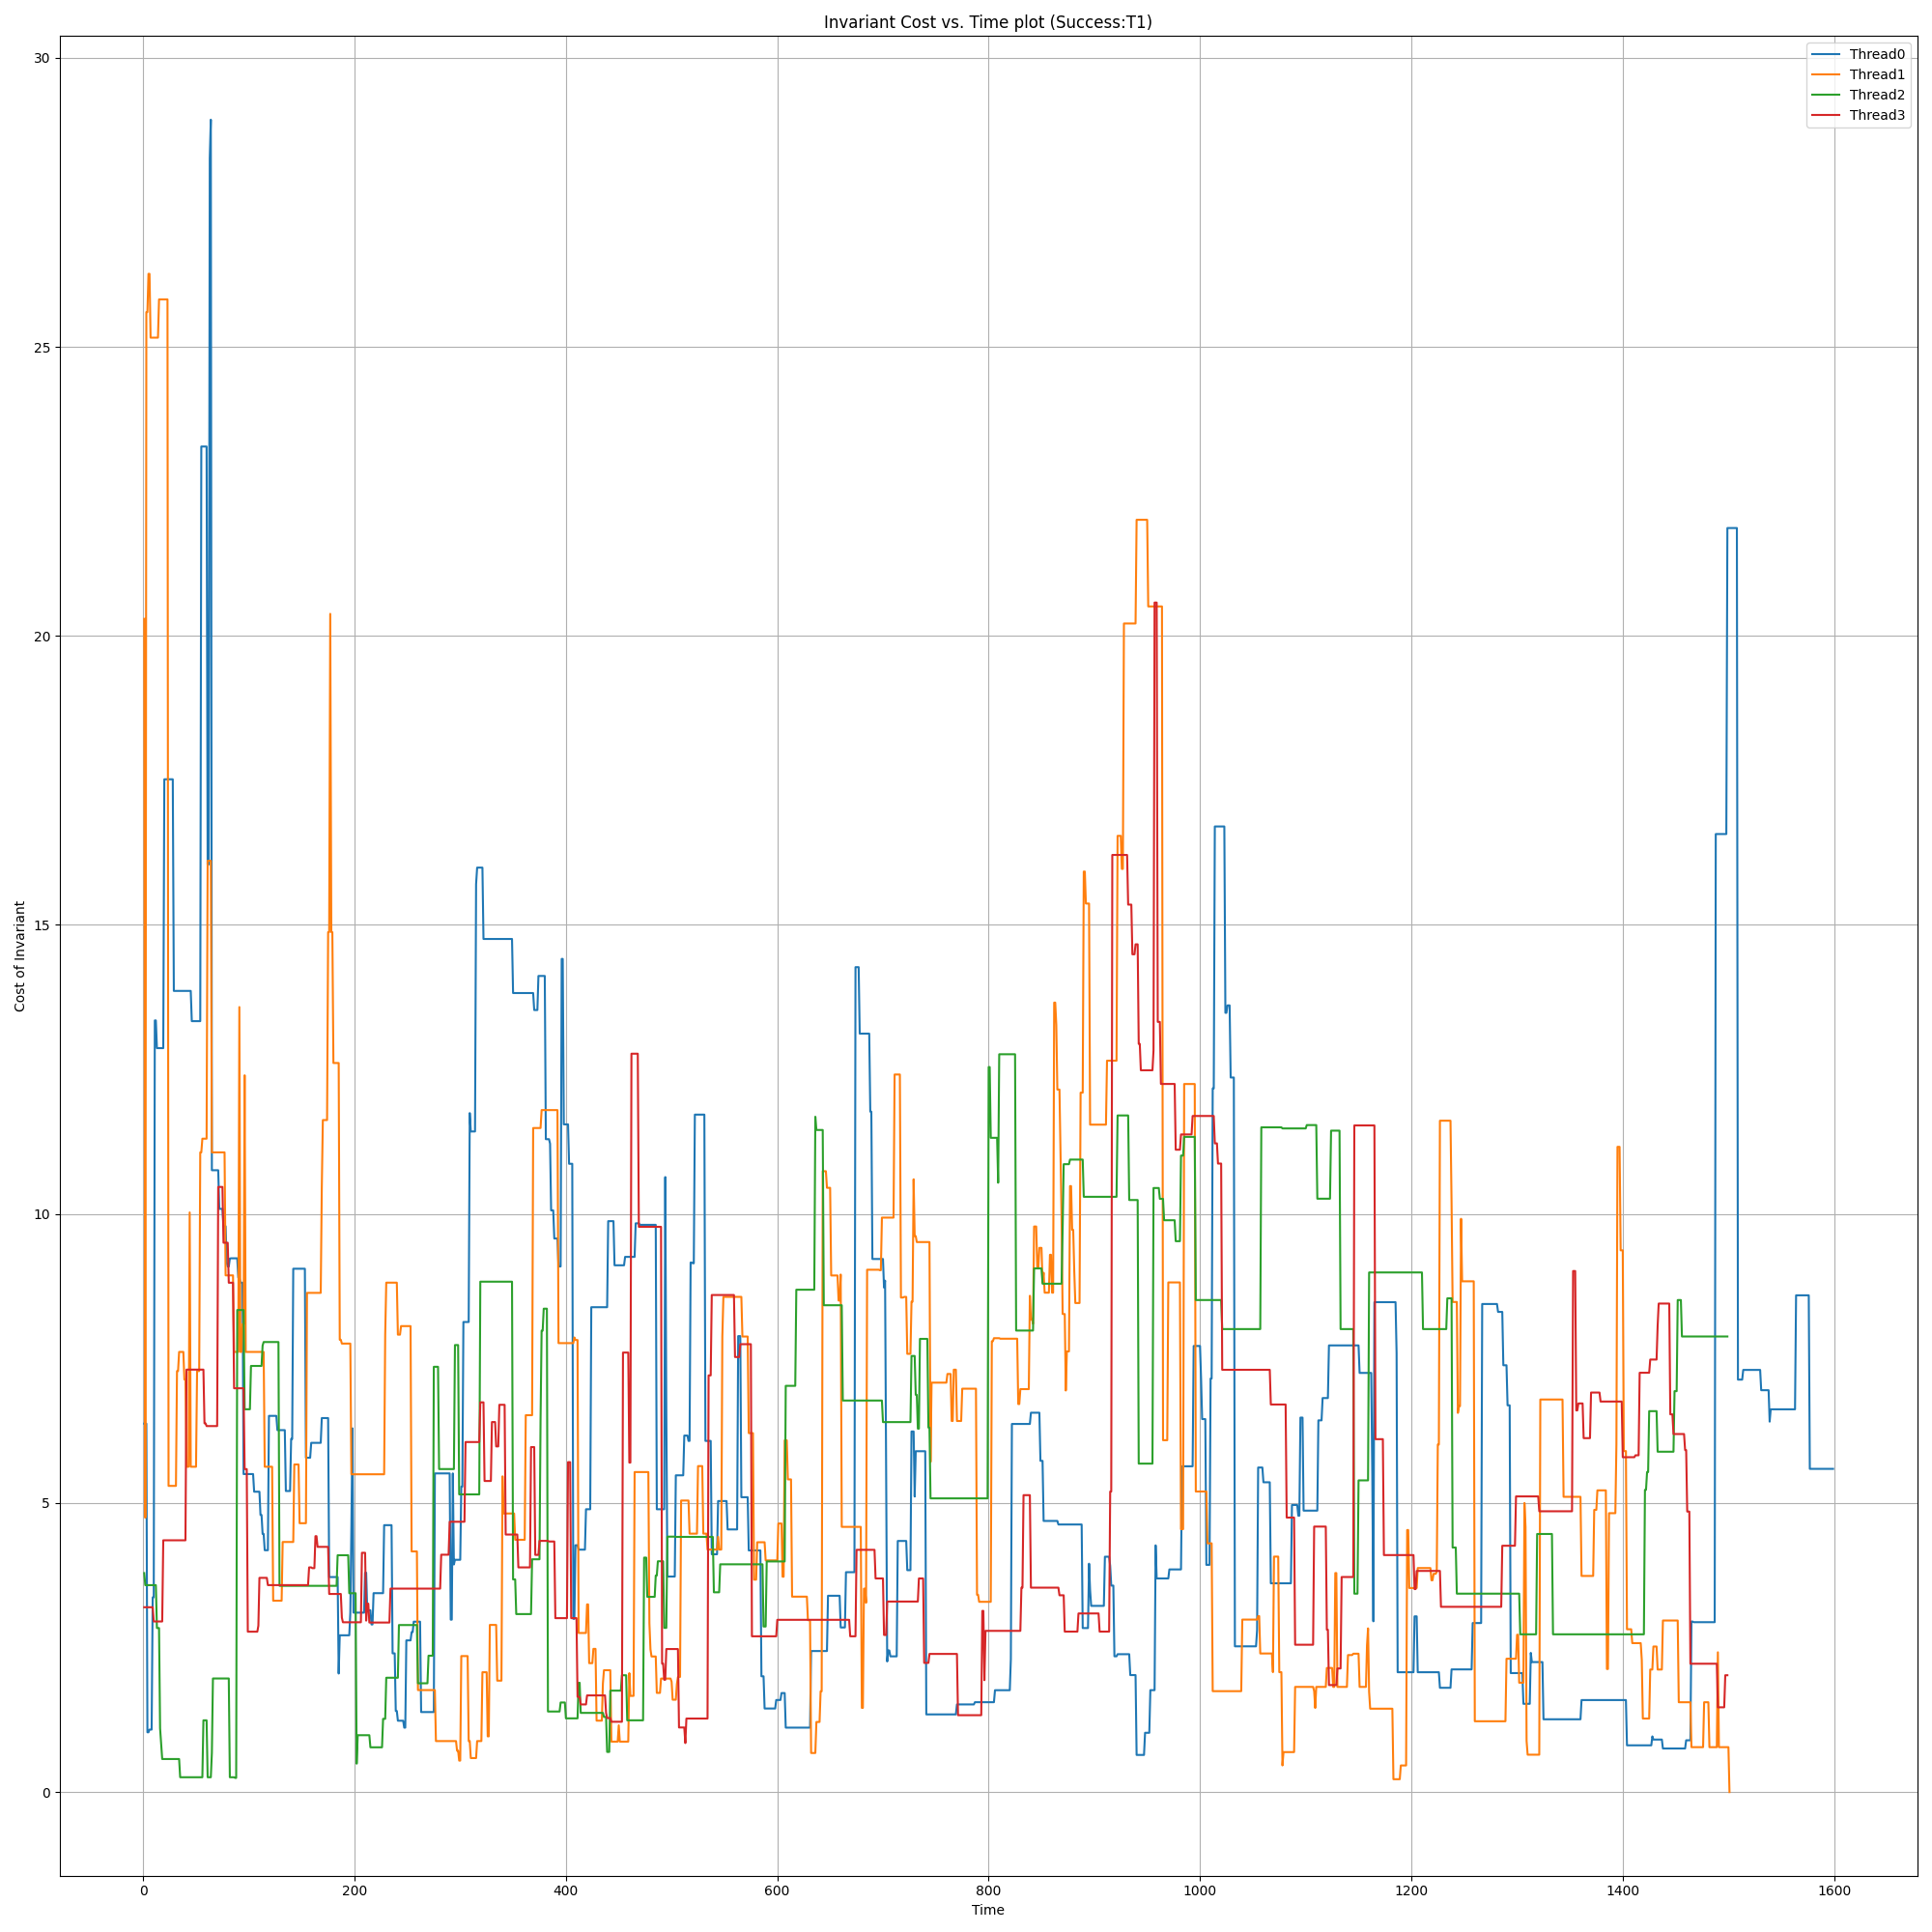 Invariant Cost vs. Time plot (Success:T1)
Thread0
Thread1
Thread2
Thread3
Cost of Invariant
30
25
20
15
10
5
0
0 200 400 600 800 1000 1200 1400 1600
Time